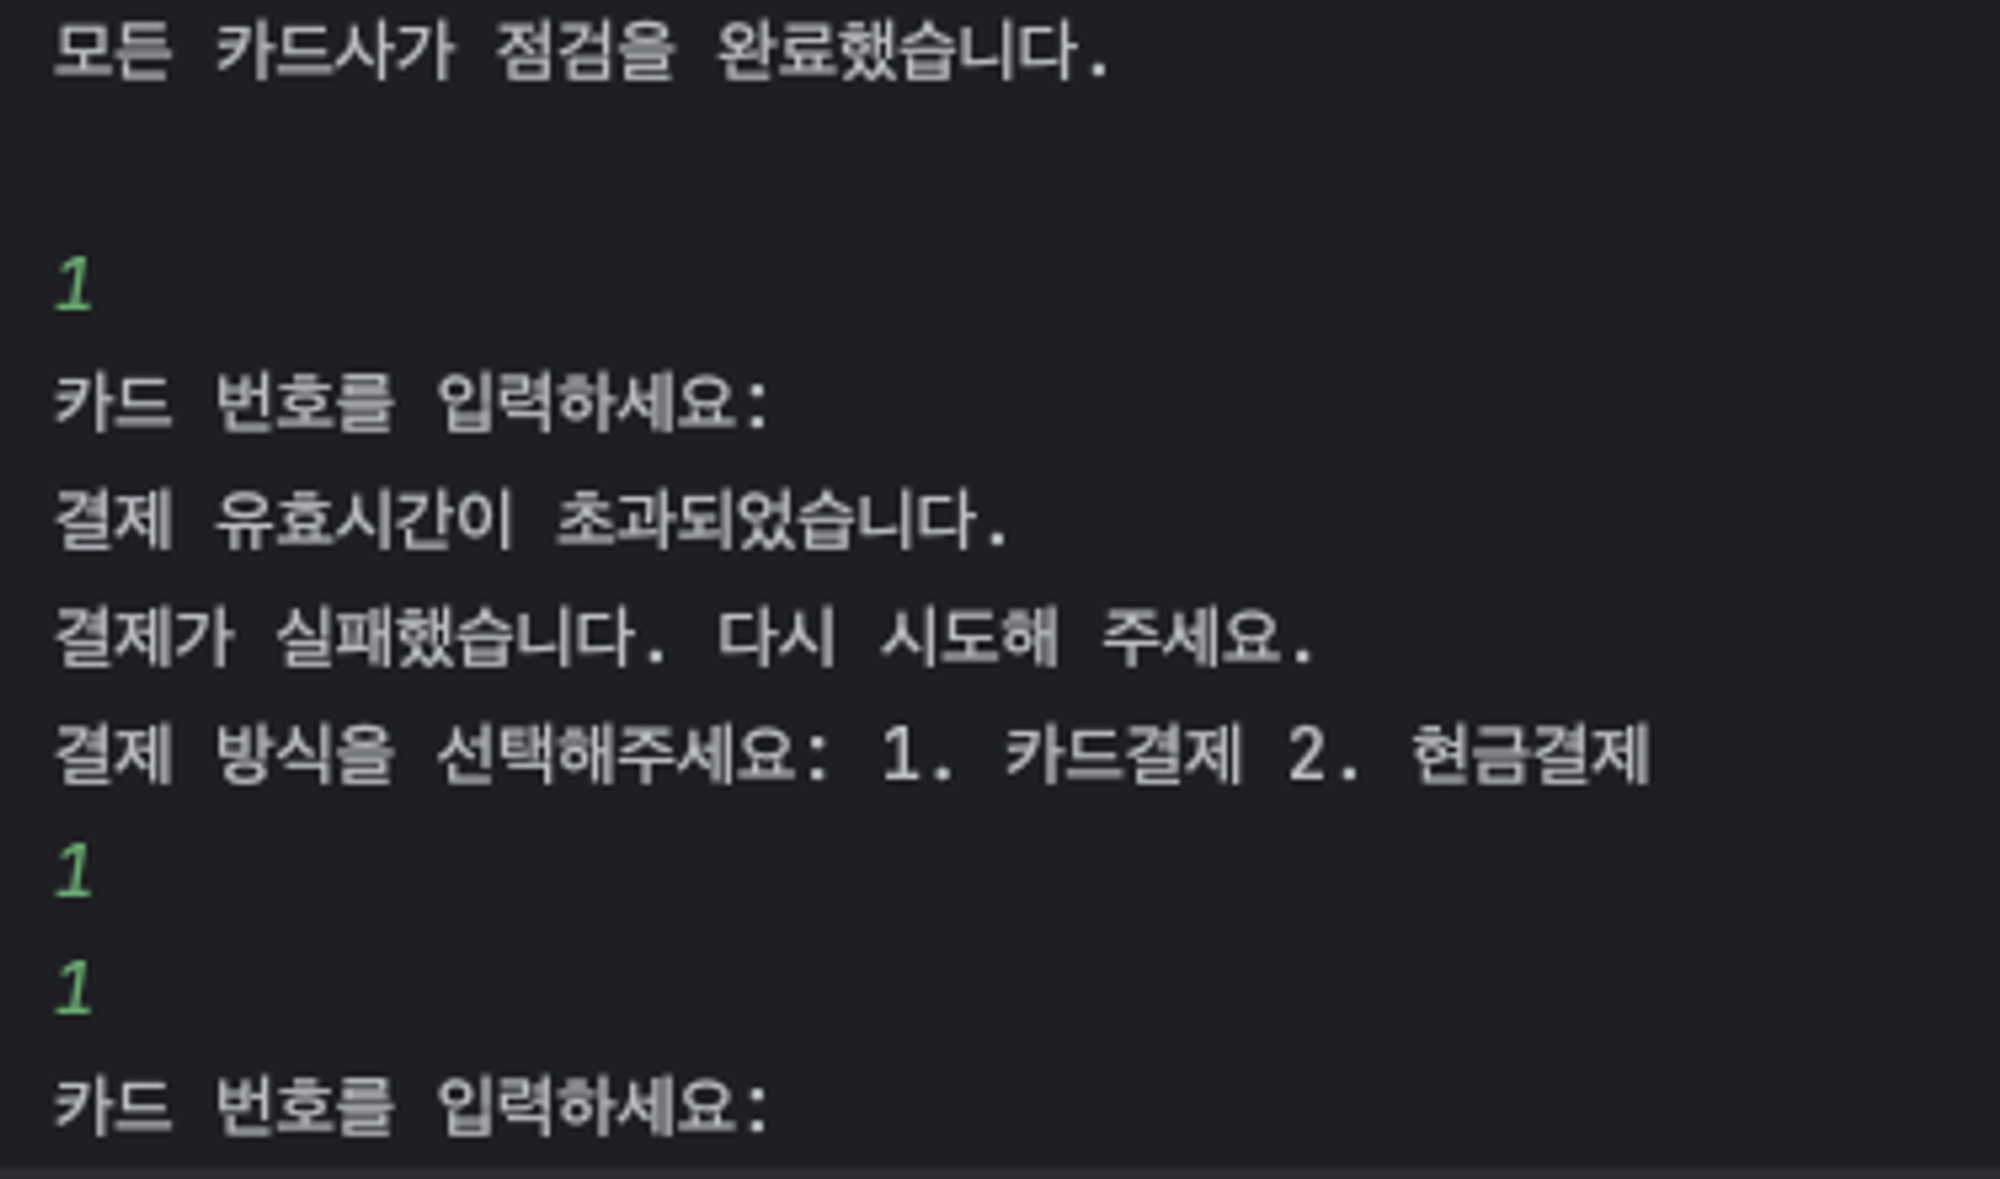 모든 카드사가 점검을 완료했습니다.
1
카드 번호를 입력하세요:
결제 유효시간이 초과되었습니다.
결제가 실패했습니다. 다시 시도해 주세요.
결제 방식을 선택해주세요: 1. 카드결제 2. 현금결제
1
1
카드 번호를 입력하세요: